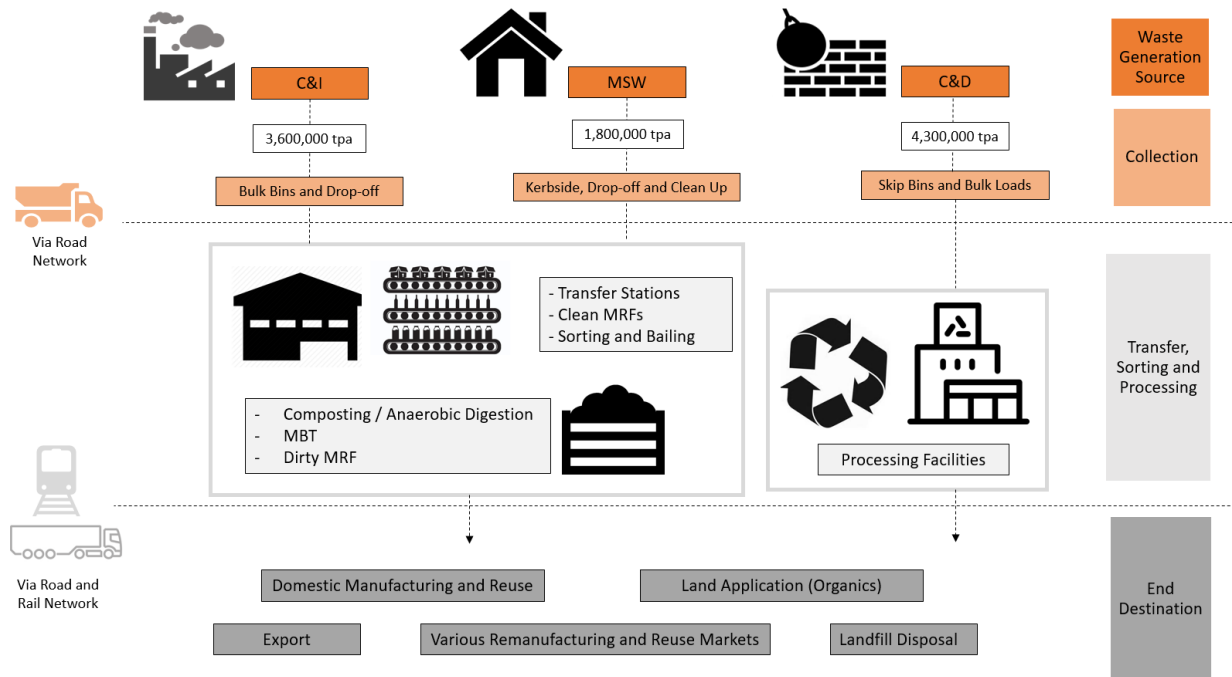 Waste
Generation
Source
C&I
MSW
C&D
3,600,000 tpa
1,800,000 tpa
4,300,000 tpa
Collection
Bulk Bins and Drop-off
Kerbside, Drop-off and Clean Up
Skip Bins and Bulk Loads
Via Road
Network
- Transfer Stations
- Clean MRFs
- Sorting and Bailing
Transfer,
Sorting and
Processing
- Composting / Anaerobic Digestion
- MBT
- Dirty MRF
Processing Facilities
Via Road and
Rail Network
Domestic Manufacturing and Reuse
Land Application (Organics)
End
Destination
Export
Various Remanufacturing and Reuse Markets
Landfill Disposal